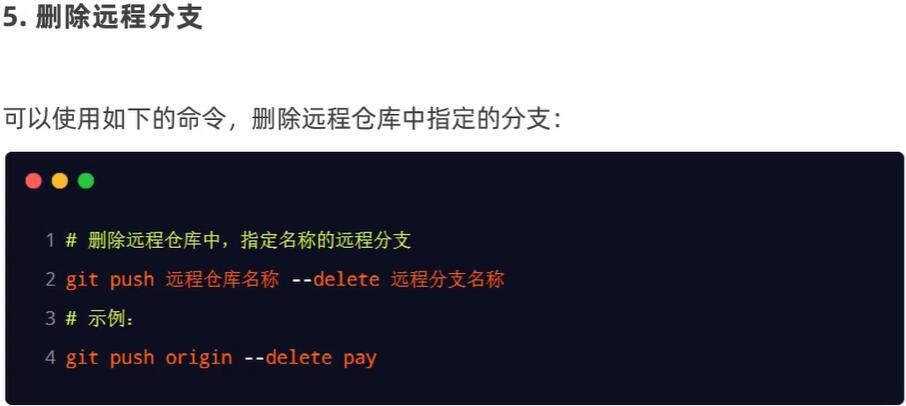 5. 删除远程分支
可以使用如下的命令，删除远程仓库中指定的分支：
1 # 删除远程仓库中，指定名称的远程分支
2 git push 远程仓库名称 --delete 远程分支名称
3 # 示例：
4 git push origin --delete pay